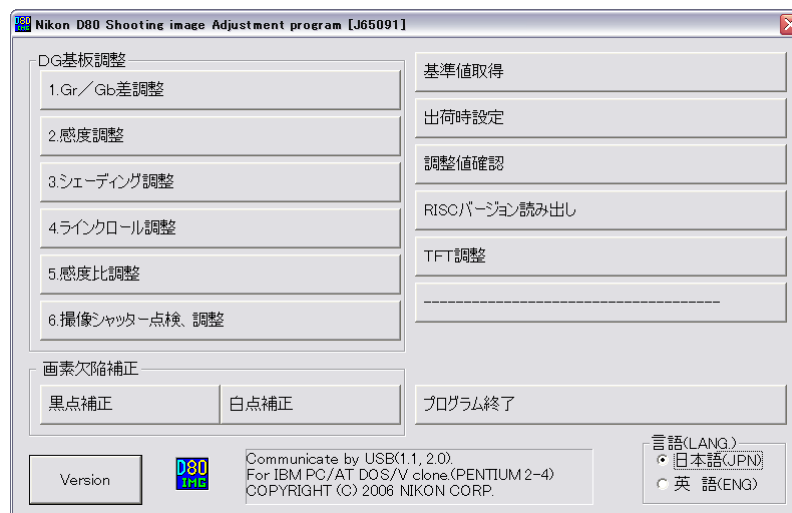 Nikon D80 Shooting image Adjustment program [J65091]
DG基板調整
1.Gr／Gb差調整
2.感度調整
3.シェーディング調整
4.ラインクロール調整
5.感度比調整
6.撮像シャッター点検、調整
画素欠陥補正
黒点補正
白点補正
基準値取得
出荷時設定
調整値確認
RISCバージョン読み出し
TFT調整
-------------------------------------
プログラム終了
Version
D80
IMG
Communicate by USB(1.1, 2.0).
For IBM PC/AT DOS/V clone.(PENTIUM 2-4)
COPYRIGHT (C) 2006 NIKON CORP.
言語(LANG.)
日本語(JPN)
英 語(ENG)